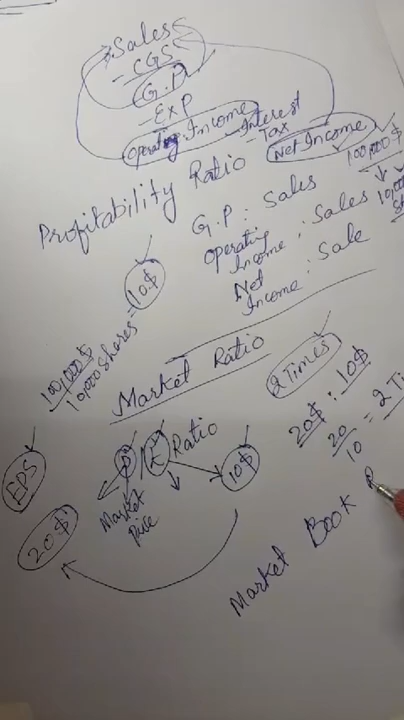 Sales
- CGS
G.P
- Exp
Operating Income
- Interest
- Tax
Net Income
100,000$
Profitability Ratio
G.P : Sales
Operating Income : Sales
Net Income : Sale
100,000$
10,000 shares
= 10$
Market Ratio
2 Times
EPS
P/E Ratio
Market
Price
10$
20$
20$ : 10$
20
10
= 2
Market Book